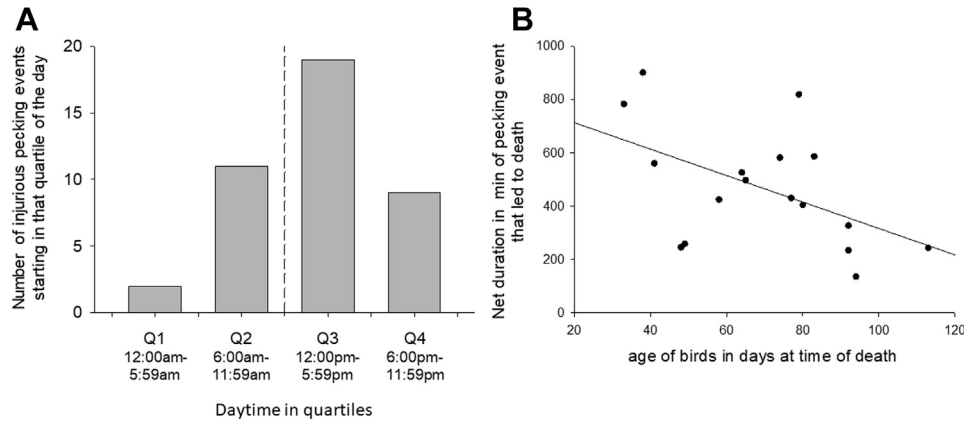 A
Number of injurious pecking events
starting in that quartile of the day
20
15
10
5
0
Q1
12:00am-
5:59am
Q2
6:00am-
11:59am
Q3
12:00pm-
5:59pm
Q4
6:00pm-
11:59pm
Daytime in quartiles
B
Net duration in min of pecking event
that led to death
1000
800
600
400
200
0
20
40
60
80
100
120
age of birds in days at time of death